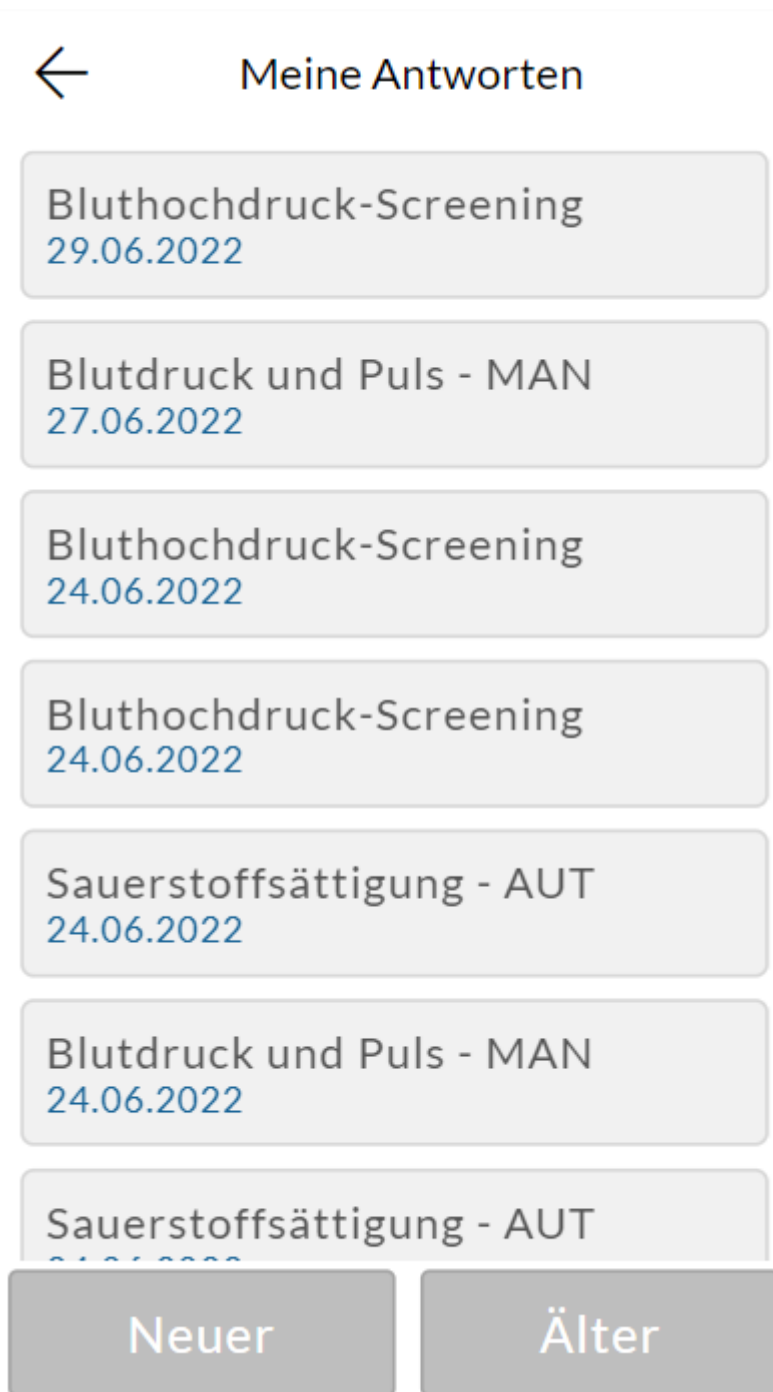 Meine Antworten
Bluthochdruck-Screening
29.06.2022
Blutdruck und Puls - MAN
27.06.2022
Bluthochdruck-Screening
24.06.2022
Bluthochdruck-Screening
24.06.2022
Sauerstoffsättigung - AUT
24.06.2022
Blutdruck und Puls - MAN
24.06.2022
Sauerstoffsättigung - AUT
Neuer Älter